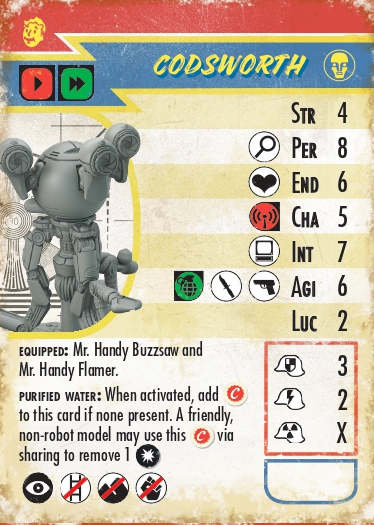 CODSWORTH
STR 4
PER 8
END 6
CHA 5
INT 7
AGI 6
LUC 2
EQUIPPED: Mr. Handy Buzzsaw and
Mr. Handy Flamer.
PURIFIED WATER: When activated, add C
to this card if none present. A friendly,
non-robot model may use this C via
sharing to remove 1
3
2
X